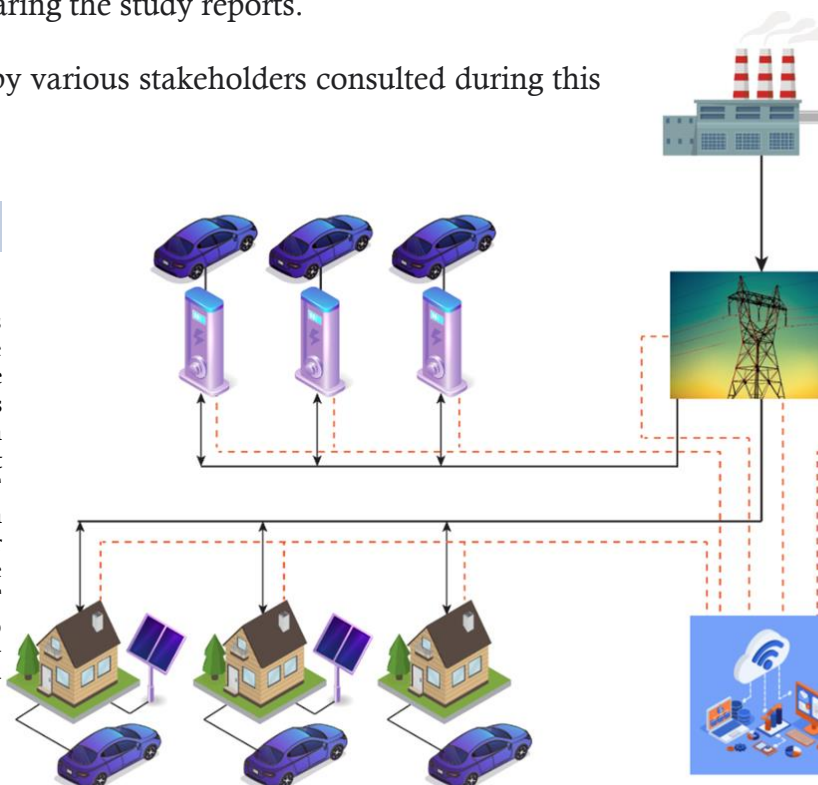 aring the study reports.
by various stakeholders consulted during this